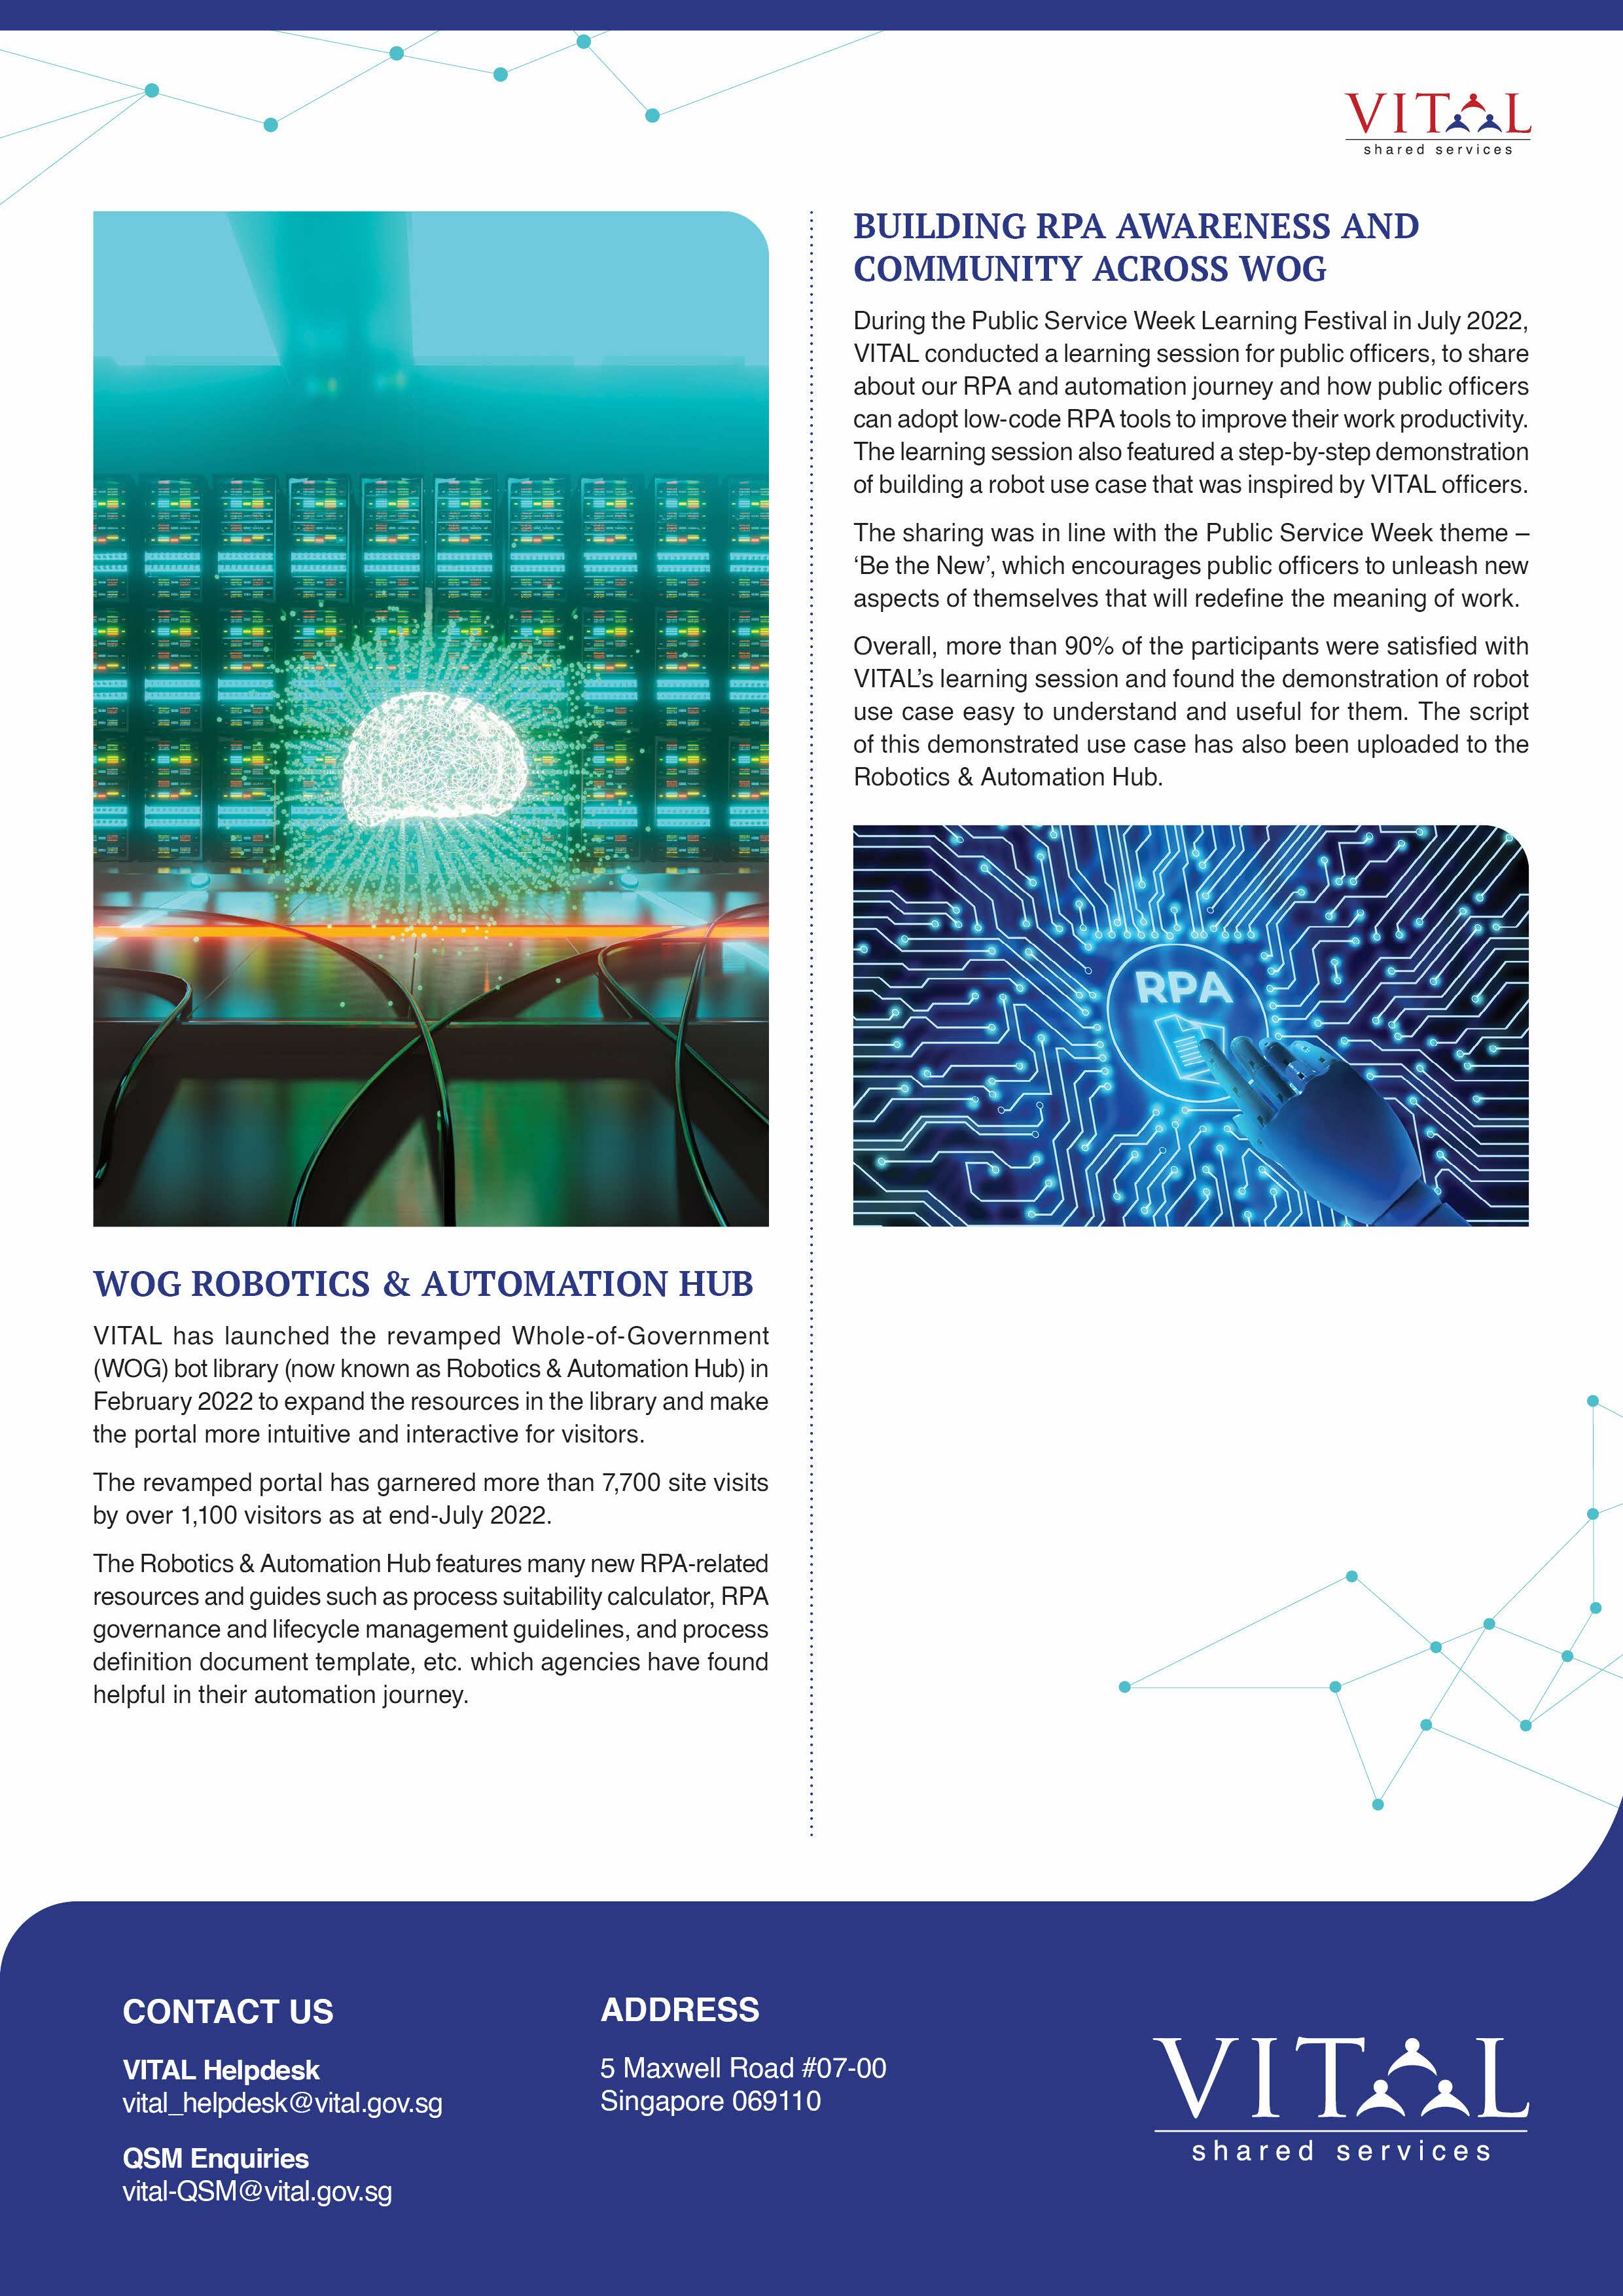 VITAL
shared services
WOG ROBOTICS & AUTOMATION HUB
VITAL has launched the revamped Whole-of-Government
(WOG) bot library (now known as Robotics & Automation Hub) in
February 2022 to expand the resources in the library and make
the portal more intuitive and interactive for visitors.
The revamped portal has garnered more than 7,700 site visits
by over 1,100 visitors as at end-July 2022.
The Robotics & Automation Hub features many new RPA-related
resources and guides such as process suitability calculator, RPA
governance and lifecycle management guidelines, and process
definition document template, etc. which agencies have found
helpful in their automation journey.
BUILDING RPA AWARENESS AND
COMMUNITY ACROSS WOG
During the Public Service Week Learning Festival in July 2022,
VITAL conducted a learning session for public officers, to share
about our RPA and automation journey and how public officers
can adopt low-code RPA tools to improve their work productivity.
The learning session also featured a step-by-step demonstration
of building a robot use case that was inspired by VITAL officers.
The sharing was in line with the Public Service Week theme –
‘Be the New’, which encourages public officers to unleash new
aspects of themselves that will redefine the meaning of work.
Overall, more than 90% of the participants were satisfied with
VITAL’s learning session and found the demonstration of robot
use case easy to understand and useful for them. The script
of this demonstrated use case has also been uploaded to the
Robotics & Automation Hub.
RPA
CONTACT US
VITAL Helpdesk
vital_helpdesk@vital.gov.sg
QSM Enquiries
vital-QSM@vital.gov.sg
ADDRESS
5 Maxwell Road #07-00
Singapore 069110
VITAL
shared services